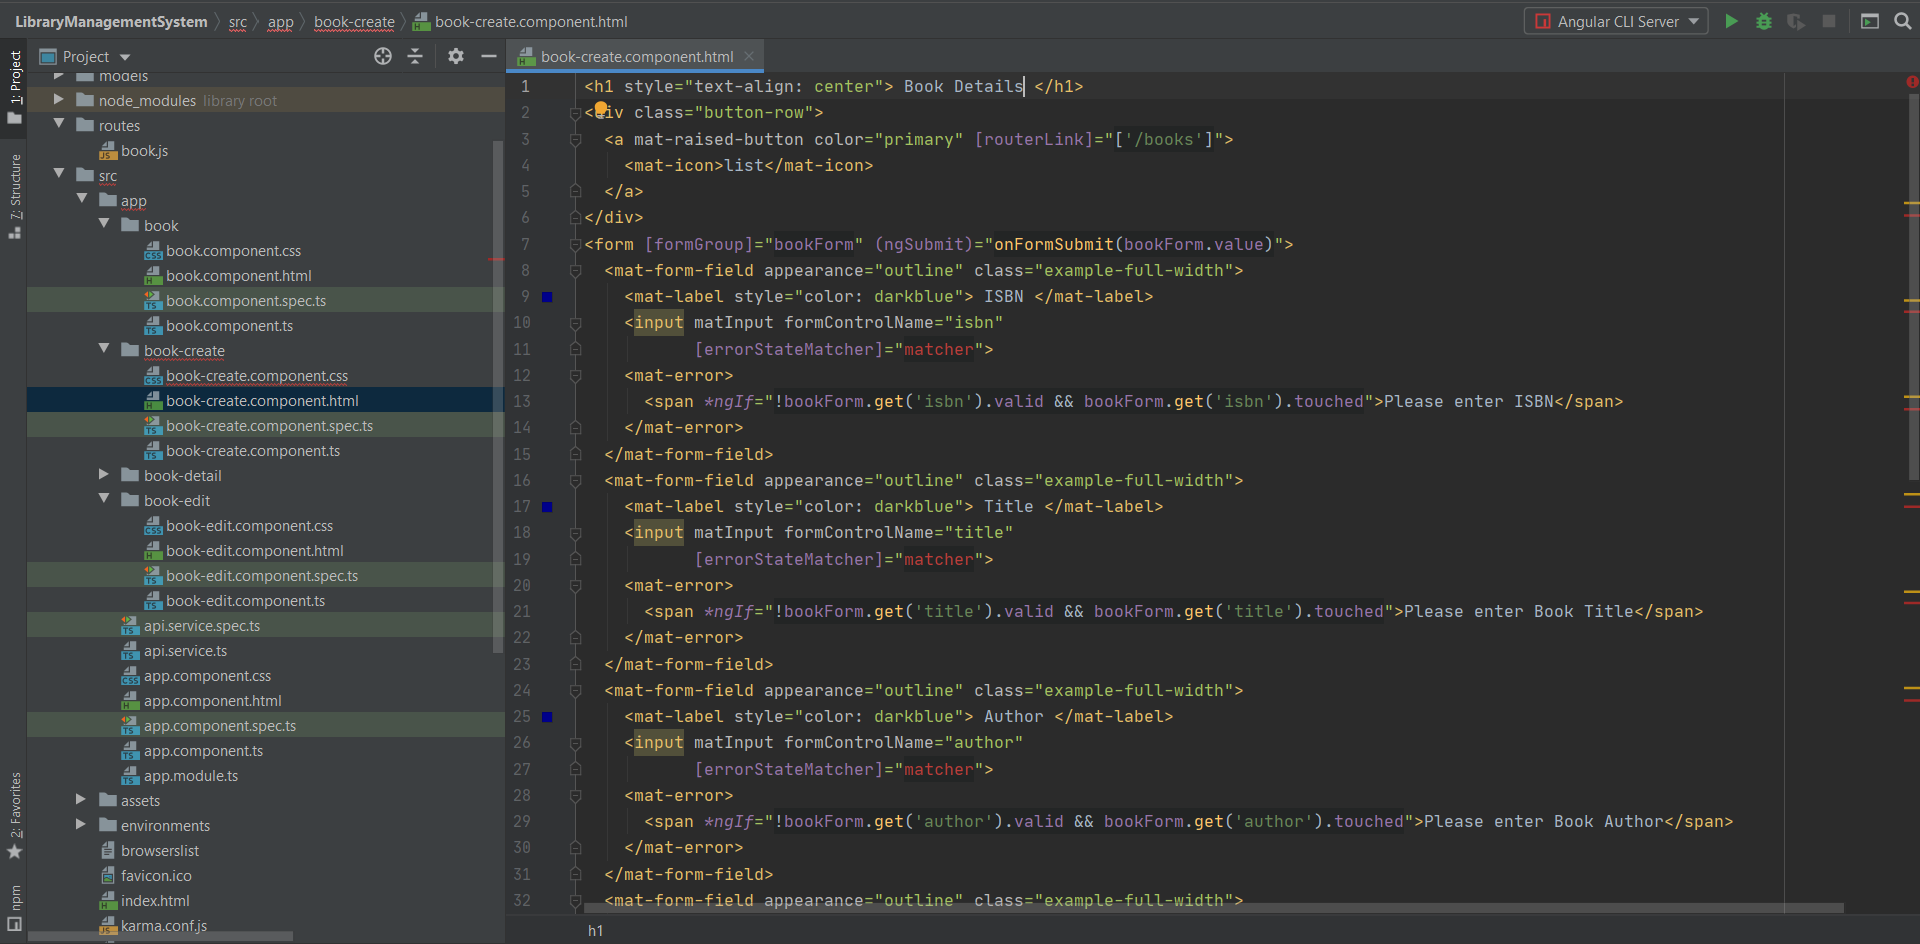 LibraryManagementSystem src app book-create book-create.component.html
Angular CLI Server
Project
book-create.component.html
1: Project
7: Structure
2: Favorites
npm
models
node_modules library root
routes
book.js
src
app
book
book.component.css
book.component.html
book.component.spec.ts
book.component.ts
book-create
book-create.component.css
book-create.component.html
book-create.component.spec.ts
book-create.component.ts
book-detail
book-edit
book-edit.component.css
book-edit.component.html
book-edit.component.spec.ts
book-edit.component.ts
api.service.spec.ts
api.service.ts
app.component.css
app.component.html
app.component.spec.ts
app.component.ts
app.module.ts
assets
environments
browserslist
favicon.ico
index.html
karma.conf.js
1 <h1 style="text-align: center"> Book Details </h1>
2 <div class="button-row">
3 <a mat-raised-button color="primary" [routerLink]="['/books']">
4 <mat-icon>list</mat-icon>
5 </a>
6 </div>
7 <form [formGroup]="bookForm" (ngSubmit)="onFormSubmit(bookForm.value)">
8 <mat-form-field appearance="outline" class="example-full-width">
9 <mat-label style="color: darkblue"> ISBN </mat-label>
10 <input matInput formControlName="isbn"
11 [errorStateMatcher]="matcher">
12 <mat-error>
13 <span *ngIf="!bookForm.get('isbn').valid && bookForm.get('isbn').touched">Please enter ISBN</span>
14 </mat-error>
15 </mat-form-field>
16 <mat-form-field appearance="outline" class="example-full-width">
17 <mat-label style="color: darkblue"> Title </mat-label>
18 <input matInput formControlName="title"
19 [errorStateMatcher]="matcher">
20 <mat-error>
21 <span *ngIf="!bookForm.get('title').valid && bookForm.get('title').touched">Please enter Book Title</span>
22 </mat-error>
23 </mat-form-field>
24 <mat-form-field appearance="outline" class="example-full-width">
25 <mat-label style="color: darkblue"> Author </mat-label>
26 <input matInput formControlName="author"
27 [errorStateMatcher]="matcher">
28 <mat-error>
29 <span *ngIf="!bookForm.get('author').valid && bookForm.get('author').touched">Please enter Book Author</span>
30 </mat-error>
31 </mat-form-field>
32 <mat-form-field appearance="outline" class="example-full-width">
h1